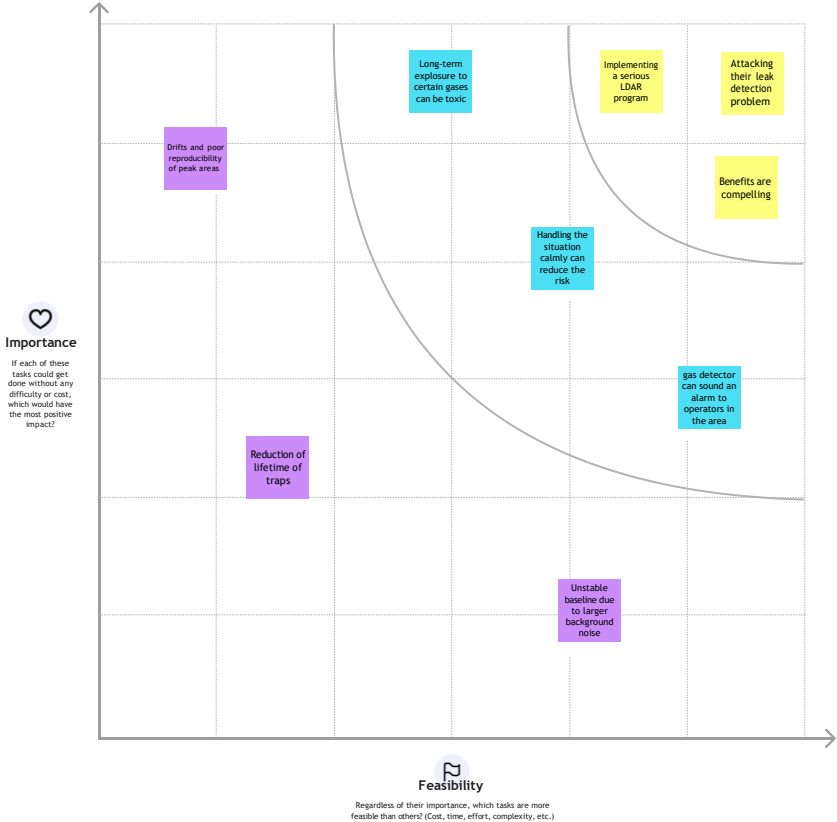 Long-term
explosure to
certain gases
can be toxic
Implementing
a serious
LDAR
program
Attacking
their leak
detection
problem
Drifts and poor
reproducibility
of peak areas
Benefits are
compelling
Handling the
situation
calmly can
reduce the
risk
Importance
If each of these
tasks could get
done without any
difficulty or cost,
which would have
the most positive
impact?
gas detector
can sound an
alarm to
operators in
the area
Reduction of
lifetime of
traps
Unstable
baseline due
to larger
background
noise
Feasibility
Regardless of their importance, which tasks are more
feasible than others? (Cost, time, effort, complexity, etc.)